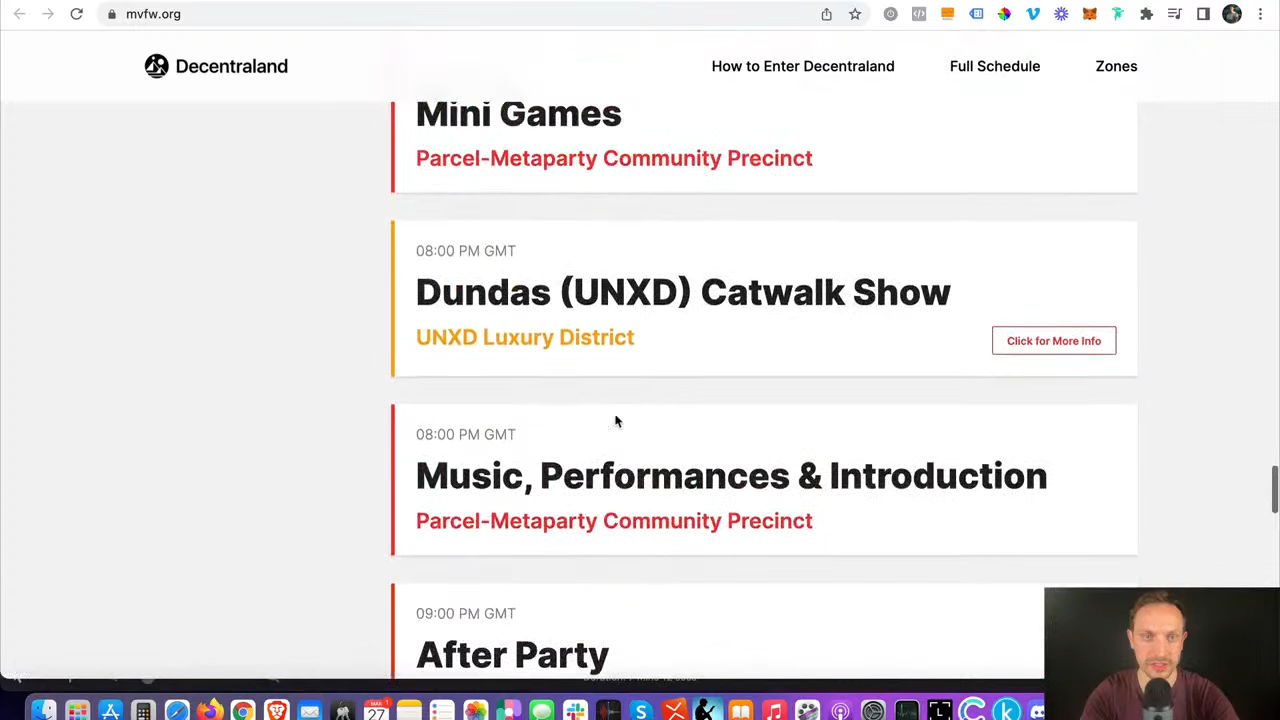 mvfw.org
Decentraland
How to Enter Decentraland
Full Schedule
Zones
Mini Games
Parcel-Metaparty Community Precinct
08:00 PM GMT
Dundas (UNXD) Catwalk Show
UNXD Luxury District
Click for More Info
08:00 PM GMT
Music, Performances & Introduction
Parcel-Metaparty Community Precinct
09:00 PM GMT
After Party
27